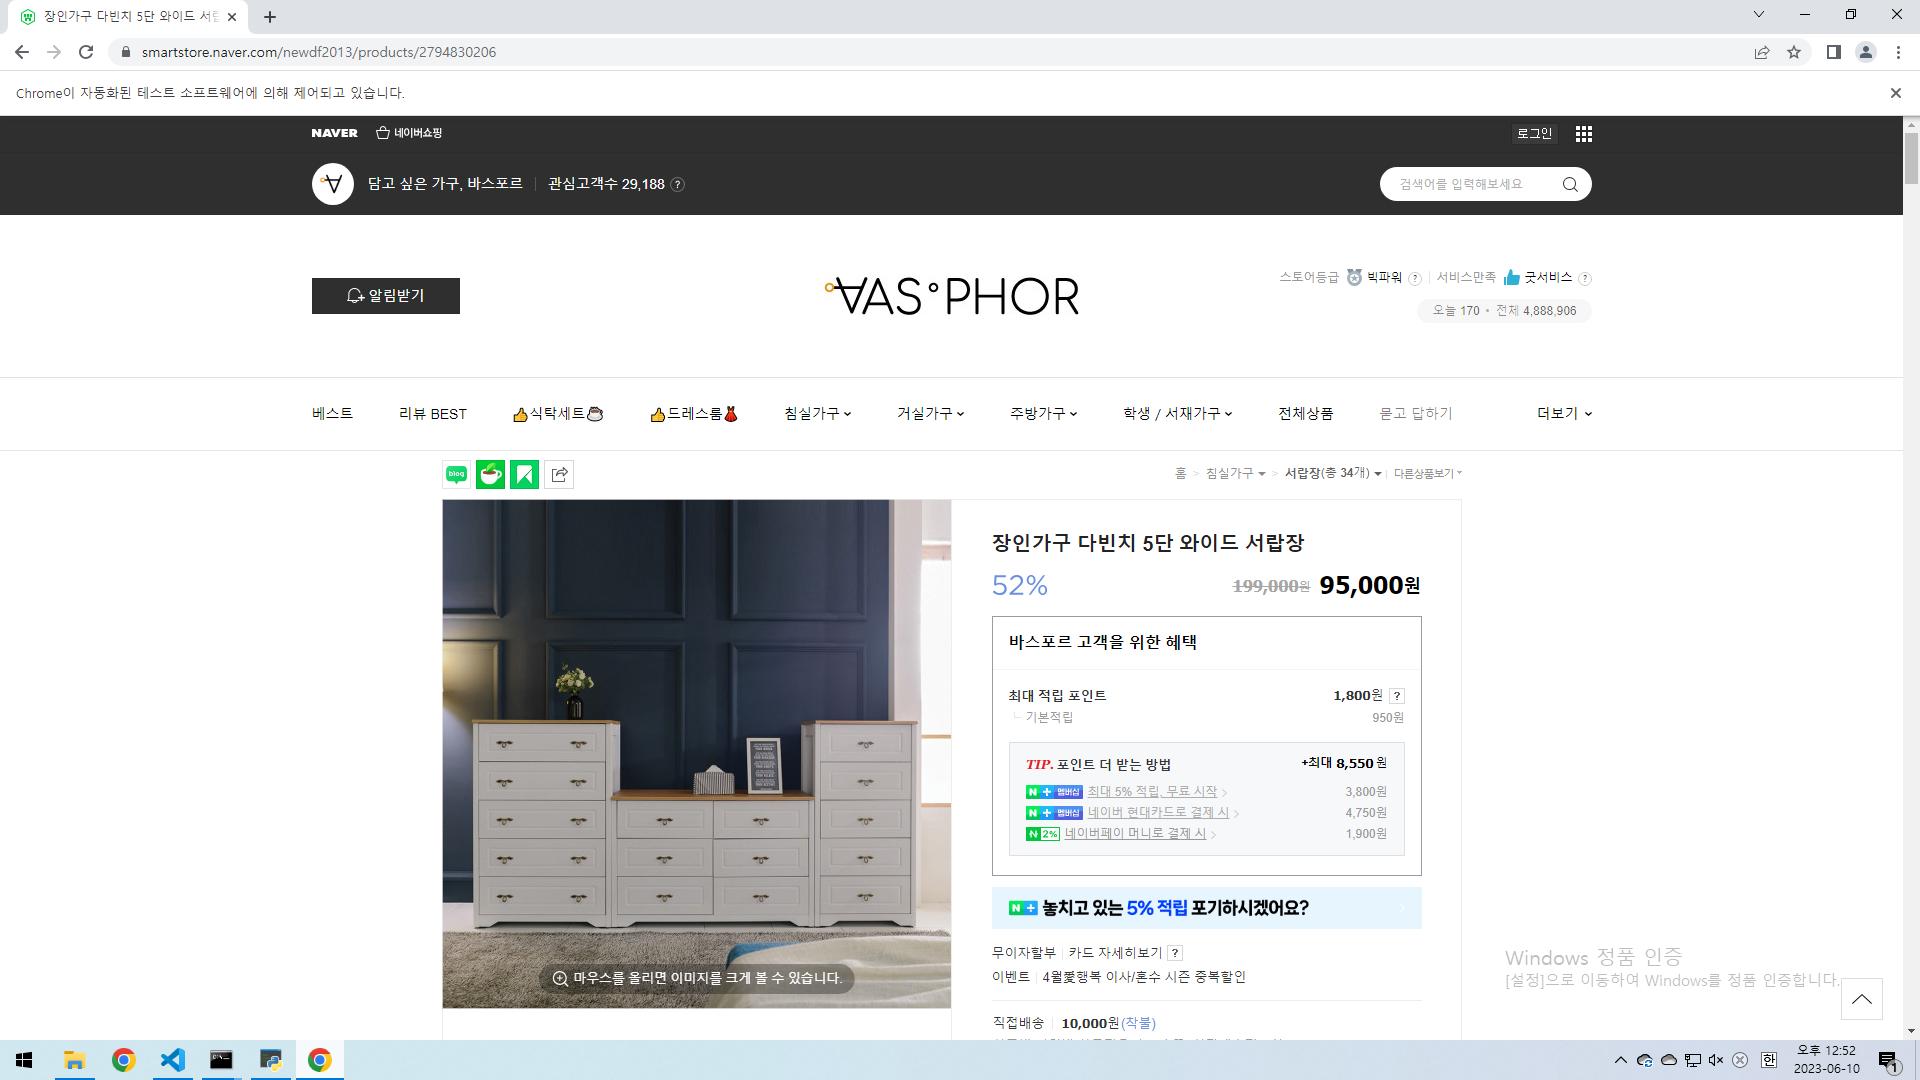 장인가구 다빈치 5단 와이드 서랍
smartstore.naver.com/newdf2013/products/2794830206
Chrome이 자동화된 테스트 소프트웨어에 의해 제어되고 있습니다.
NAVER 네이버쇼핑
로그인
담고 싶은 가구, 바스포르 관심고객수 29,188 ?
검색어를 입력해보세요
알림받기
VAS°PHOR
스토어등급 빅파워 ? 서비스만족 굿서비스 ?
오늘 170 • 전체 4,888,906
베스트 리뷰 BEST 👍식탁세트☕ 👍드레스룸💃 침실가구 거실가구 주방가구 학생 / 서재가구 전체상품 묻고 답하기 더보기
blog
홈 > 침실가구 > 서랍장(총 34개) 다른상품보기
장인가구 다빈치 5단 와이드 서랍장
52% 199,000원 95,000원
바스포르 고객을 위한 혜택
최대 적립 포인트 1,800원 ?
기본적립 950원
TIP. 포인트 더 받는 방법 +최대 8,550 원
N + 멤버십 최대 5% 적립, 무료 시작 > 3,800원
N + 멤버십 네이버 현대카드로 결제 시 > 4,750원
N 2% 네이버페이 머니로 결제 시 > 1,900원
N + 놓치고 있는 5% 적립 포기하시겠어요?
무이자할부 카드 자세히보기 ?
이벤트 4월愛행복 이사/혼수 시즌 중복할인
직접배송 10,000원(착불)
마우스를 올리면 이미지를 크게 볼 수 있습니다.
Windows 정품 인증
[설정]으로 이동하여 Windows를 정품 인증합니다.
한
오후 12:52
2023-06-10
1